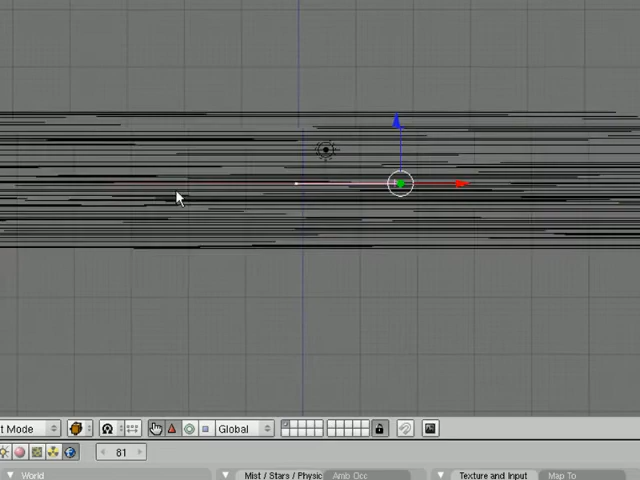 t Mode Global
81
World Mist / Stars / Physic Amb Occ Texture and Input Map To